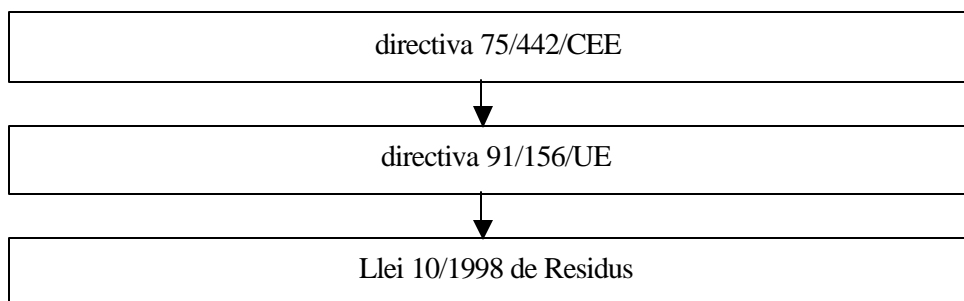 directiva 75/442/CEE
directiva 91/156/UE
Llei 10/1998 de Residus